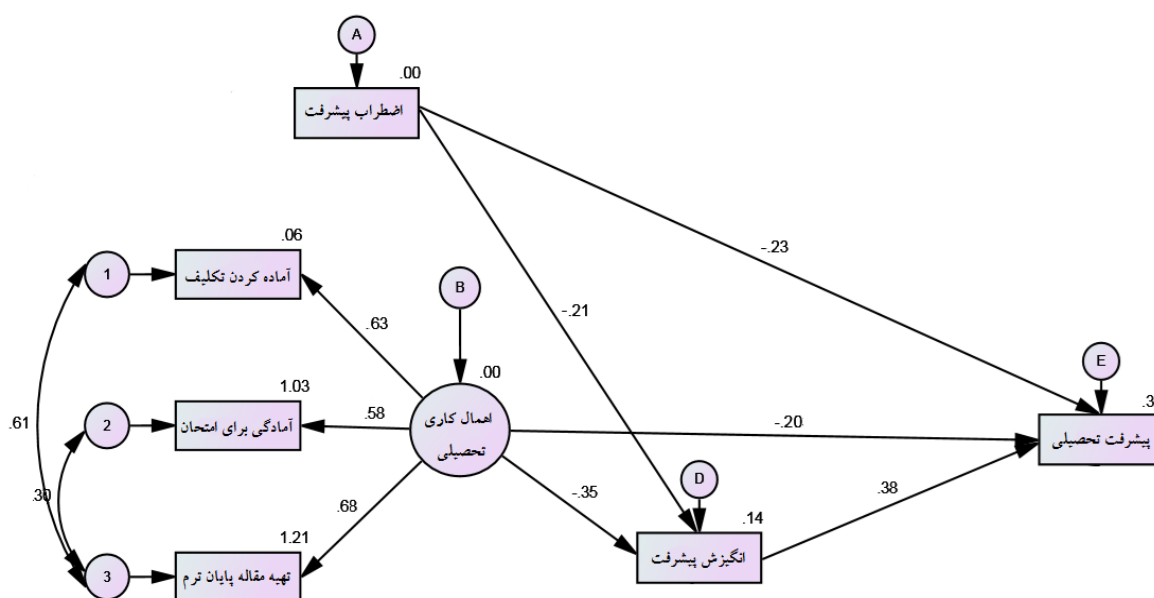 A
.00
اضطراب پیشرفت
-.23
-.21
1
.06
آماده کردن تکلیف
B
.63
.00
E
.3
پیشرفت تحصیلی
.61
2
1.03
آمادگی برای امتحان
.58
اهمال کاری
تحصیلی
-.20
D
.30
.68
-.35
.38
.14
انگیزش پیشرفت
3
1.21
تهیه مقاله پایان ترم